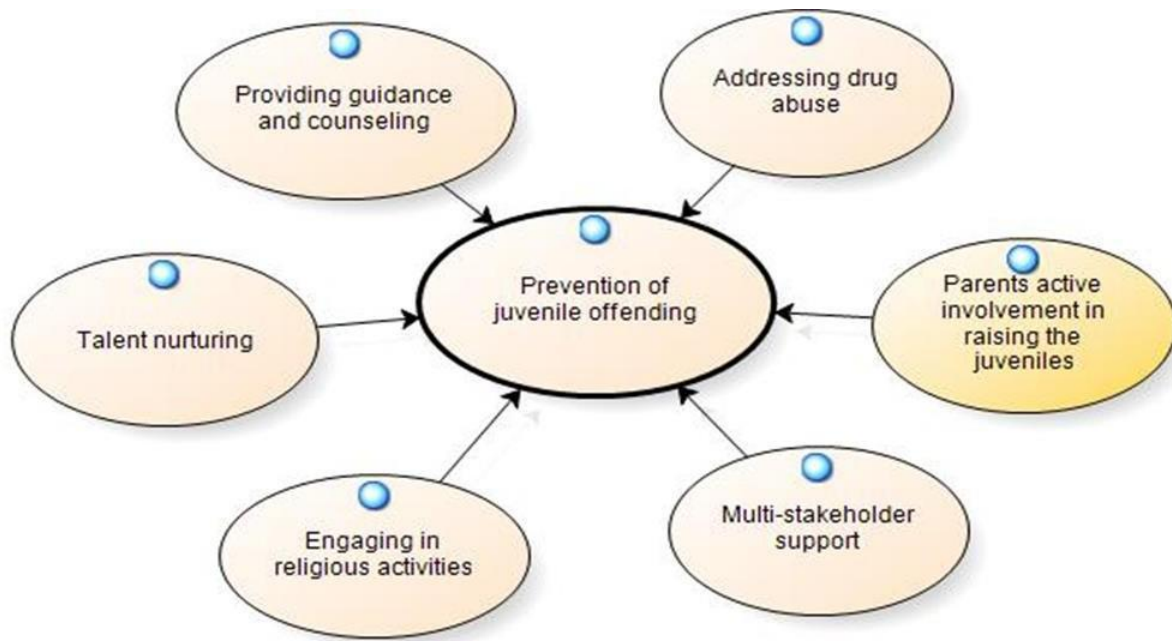 Providing guidance
and counseling
Addressing drug
abuse
Prevention of
juvenile offending
Parents active
involvement in
raising the
juveniles
Talent nurturing
Engaging in
religious activities
Multi-stakeholder
support